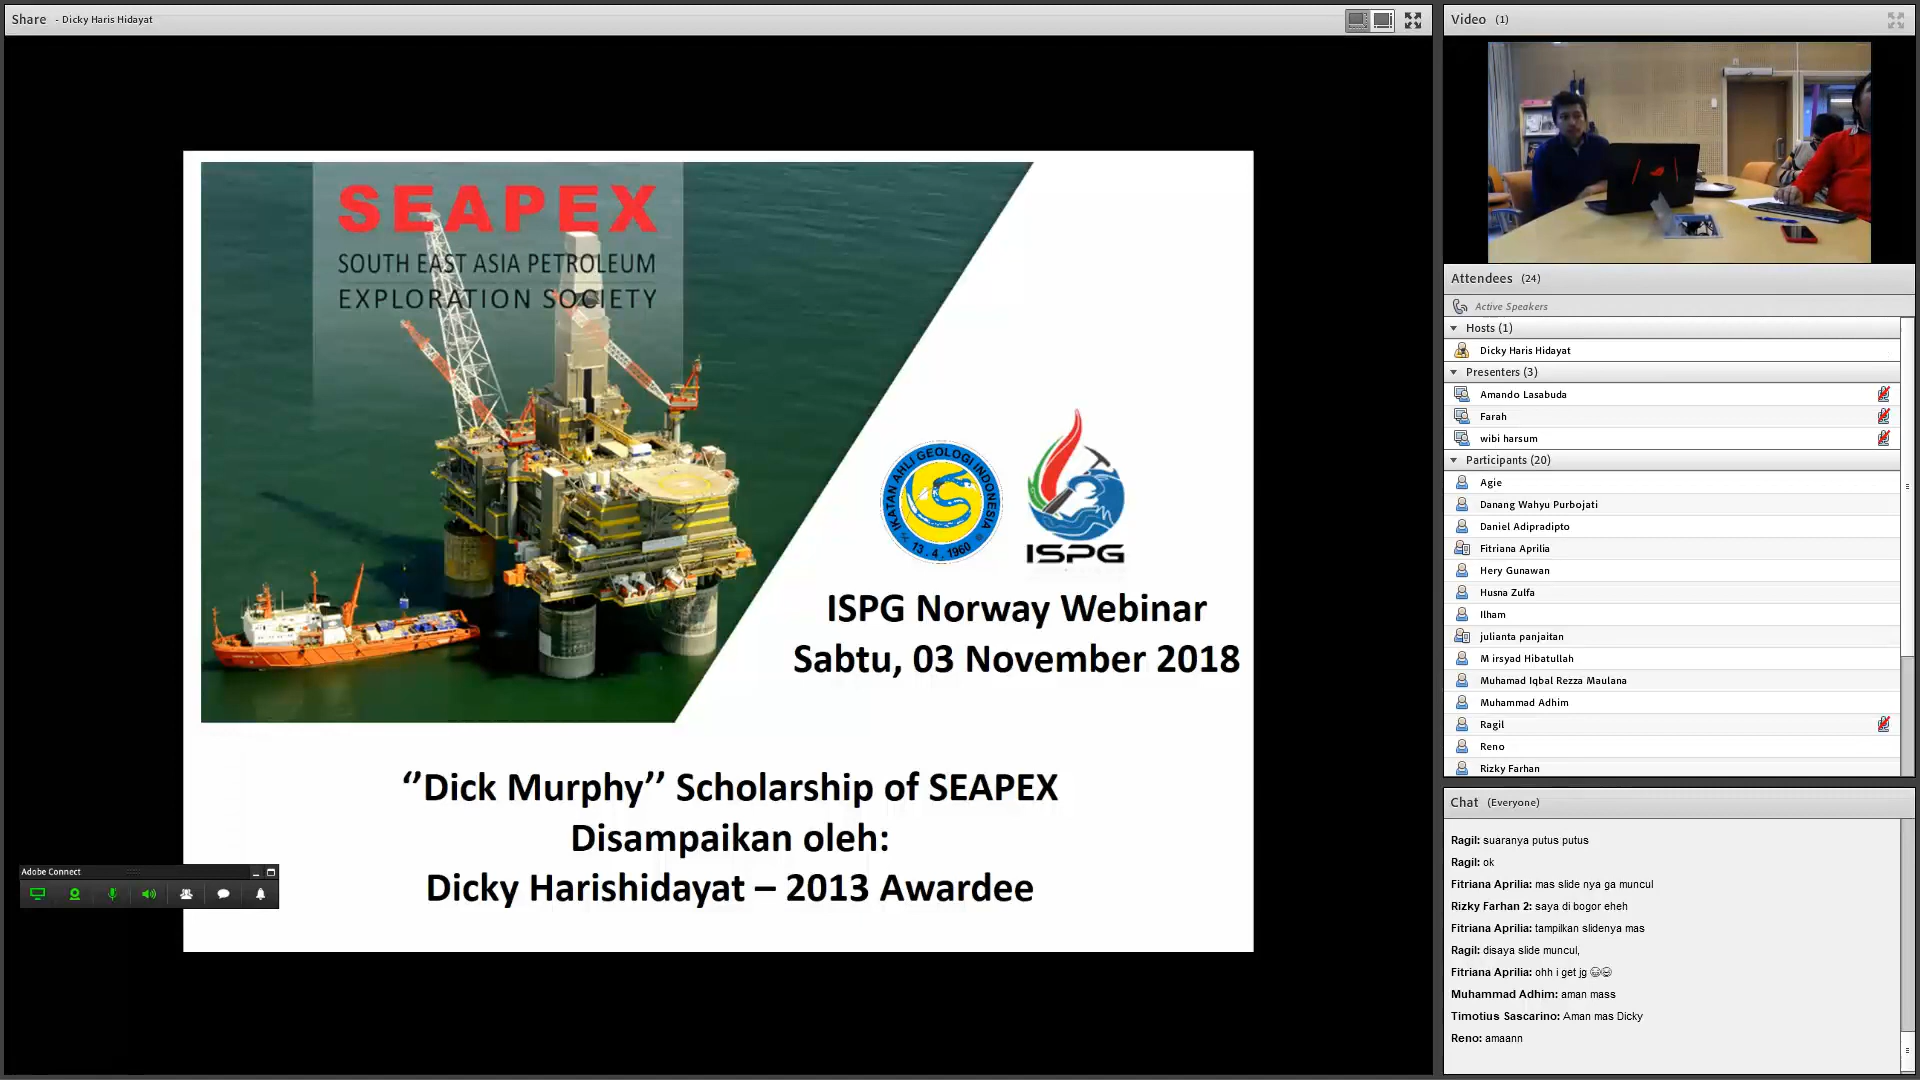 Share - Dicky Haris Hidayat
SEAPEX
SOUTH EAST ASIA PETROLEUM
EXPLORATION SOCIETY
IKATAN AHLI GEOLOGI INDONESIA
13.4.1960
ISPG
ISPG Norway Webinar
Sabtu, 03 November 2018
‘’Dick Murphy’’ Scholarship of SEAPEX
Disampaikan oleh:
Dicky Harishidayat – 2013 Awardee
Adobe Connect
Video (1)
Attendees (24)
Active Speakers
Hosts (1)
Dicky Haris Hidayat
Presenters (3)
Amando Lasabuda
Farah
wibi harsum
Participants (20)
Agie
Danang Wahyu Purbojati
Daniel Adipradipto
Fitriana Aprilia
Hery Gunawan
Husna Zulfa
Ilham
julianta panjaitan
M irsyad Hibatullah
Muhamad Iqbal Rezza Maulana
Muhammad Adhim
Ragil
Reno
Rizky Farhan
Chat (Everyone)
Ragil: suaranya putus putus
Ragil: ok
Fitriana Aprilia: mas slide nya ga muncul
Rizky Farhan 2: saya di bogor eheh
Fitriana Aprilia: tampilkan slidenya mas
Ragil: disaya slide muncul,
Fitriana Aprilia: ohh i get jg 😂😂
Muhammad Adhim: aman mass
Timotius Sascarino: Aman mas Dicky
Reno: amaann